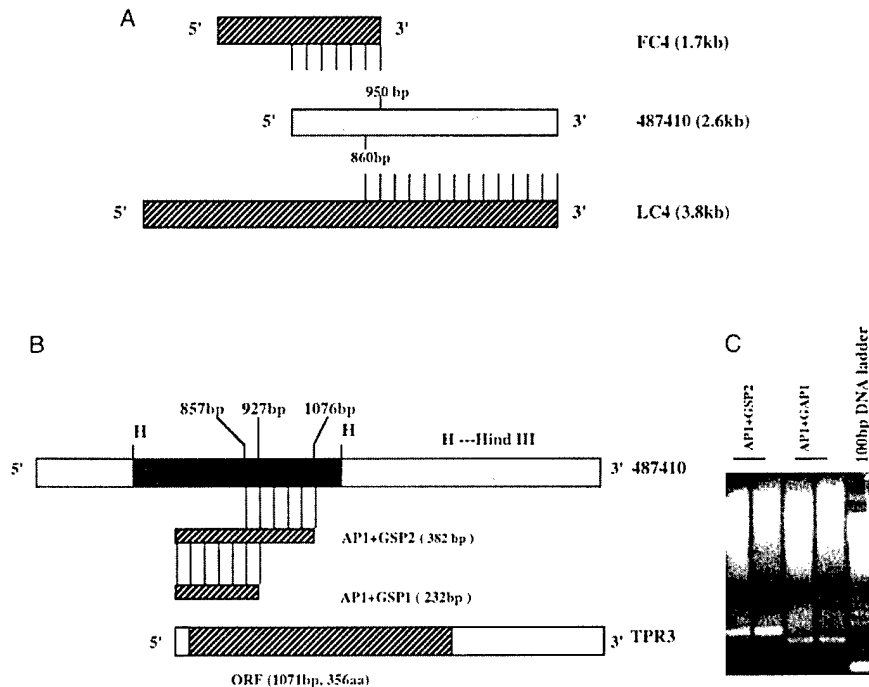 A
5' 3' FC4 (1.7kb)
950 bp
5' 3' 487410 (2.6kb)
860bp
5' 3' LC4 (3.8kb)
B
857bp 927bp 1076bp
H H H ---Hind III
5' 3' 487410
AP1+GSP2 ( 382 bp )
AP1+GSP1 ( 232bp )
5' 3' TPR3
ORF (1071bp, 356aa)
C
AP1+GSP2
AP1+GAP1
100bp DNA ladder